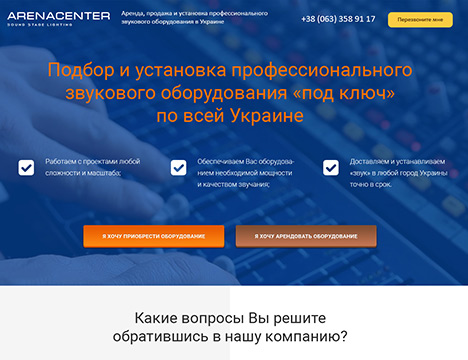 ARENACENTER
SOUND STAGE LIGHTING
Аренда, продажа и установка профессионального
звукового оборудования в Украине
+38 (063) 358 91 17
Перезвоните мне
Подбор и установка профессионального
звукового оборудования «под ключ»
по всей Украине
Работаем с проектами любой
сложности и масштаба;
Обеспечиваем Вас оборудова-
нием необходимой мощности
и качеством звучания;
Доставляем и устанавливаем
«звук» в любой город Украины
точно в срок.
Я ХОЧУ ПРИОБРЕСТИ ОБОРУДОВАНИЕ
Я ХОЧУ АРЕНДОВАТЬ ОБОРУДОВАНИЕ
Какие вопросы Вы решите
обратившись в нашу компанию?